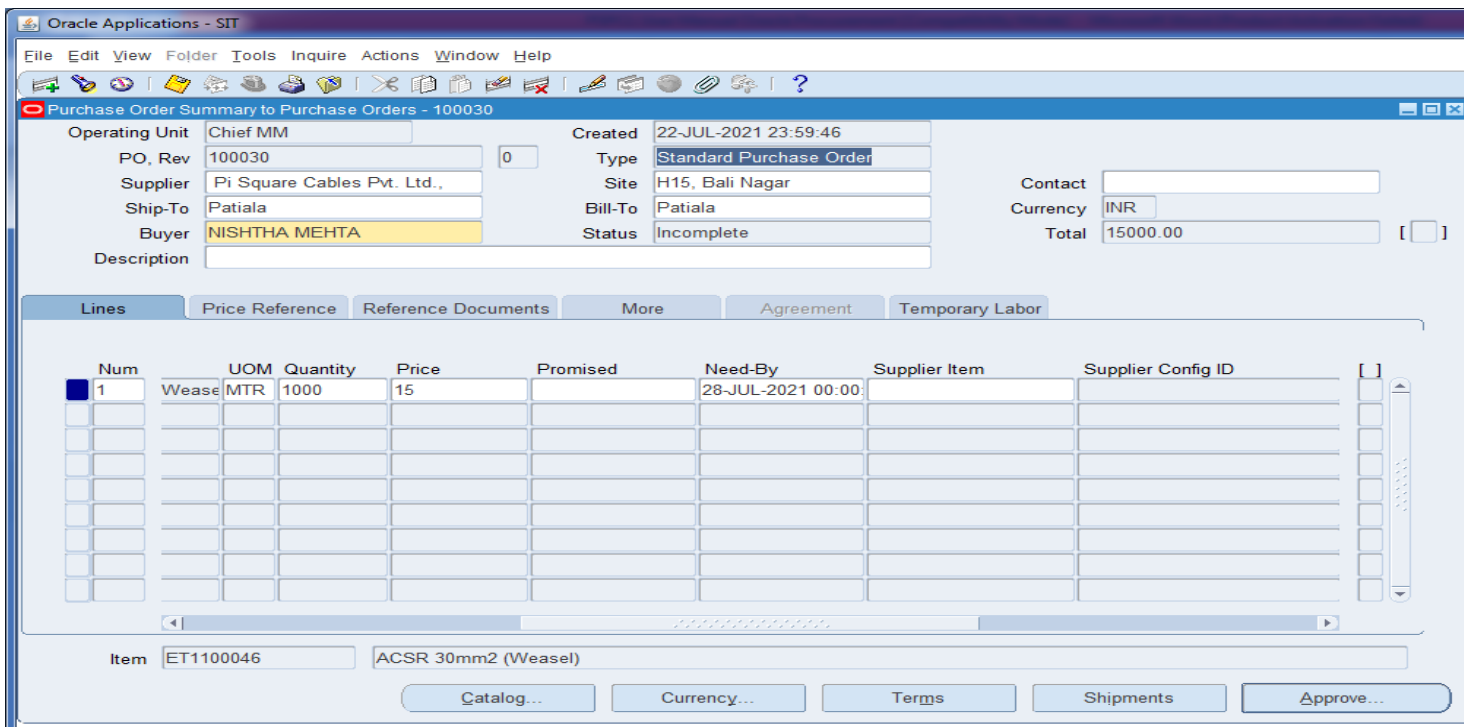 Oracle Applications - SIT
File Edit View Folder Tools Inquire Actions Window Help
Purchase Order Summary to Purchase Orders - 100030
Operating Unit Chief MM Created 22-JUL-2021 23:59:46
PO, Rev 100030 0 Type Standard Purchase Order
Supplier Pi Square Cables Pvt. Ltd., Site H15, Bali Nagar Contact
Ship-To Patiala Bill-To Patiala Currency INR
Buyer NISHTHA MEHTA Status Incomplete Total 15000.00 [ ]
Description
Lines Price Reference Reference Documents More Agreement Temporary Labor
Num UOM Quantity Price Promised Need-By Supplier Item Supplier Config ID [ ]
1 Wease MTR 1000 15 28-JUL-2021 00:00:
Item ET1100046 ACSR 30mm2 (Weasel)
Catalog... Currency... Terms Shipments Approve...